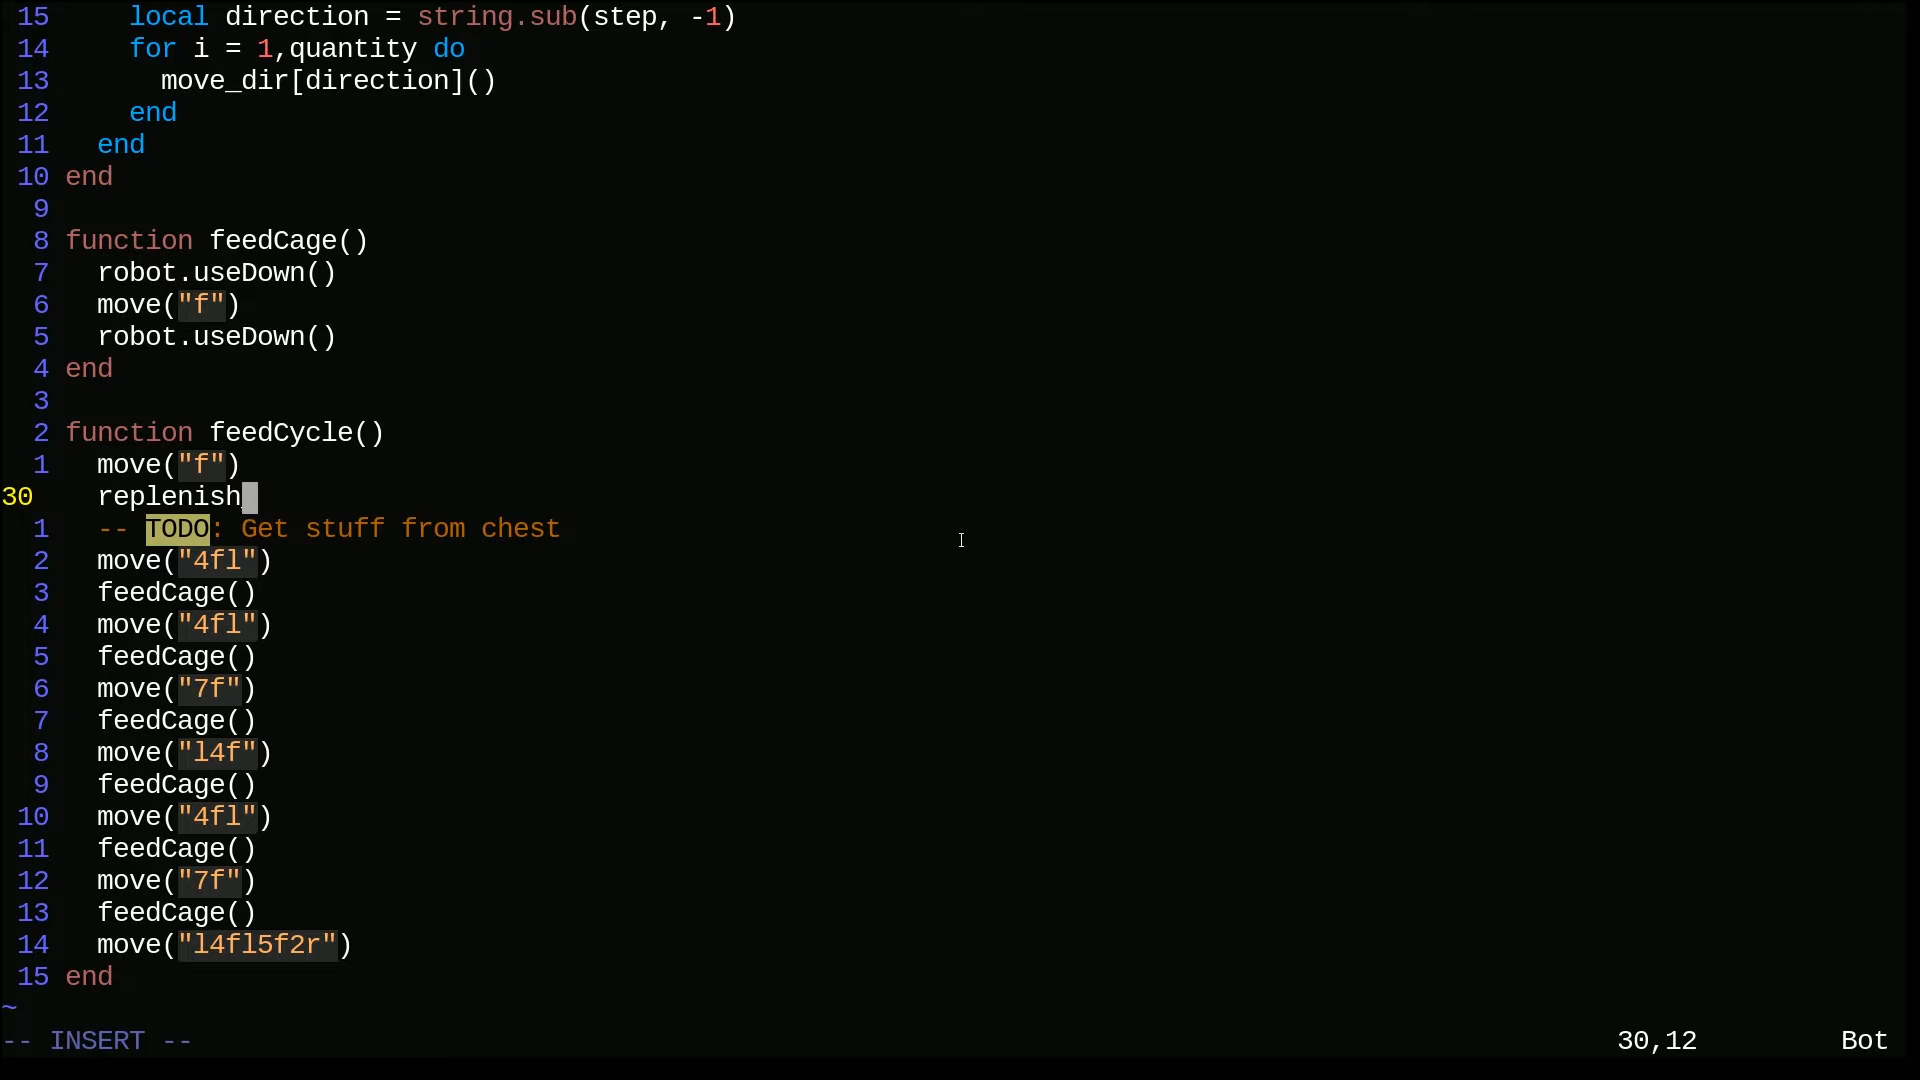 15     local direction = string.sub(step, -1)
14     for i = 1,quantity do
13       move_dir[direction]()
12     end
11   end
10 end
9
8 function feedCage()
7   robot.useDown()
6   move("f")
5   robot.useDown()
4 end
3
2 function feedCycle()
1   move("f")
30   replenish
1   -- TODO: Get stuff from chest
2   move("4fl")
3   feedCage()
4   move("4fl")
5   feedCage()
6   move("7f")
7   feedCage()
8   move("l4f")
9   feedCage()
10   move("4fl")
11   feedCage()
12   move("7f")
13   feedCage()
14   move("l4fl5f2r")
15 end
~
-- INSERT -- 30,12 Bot